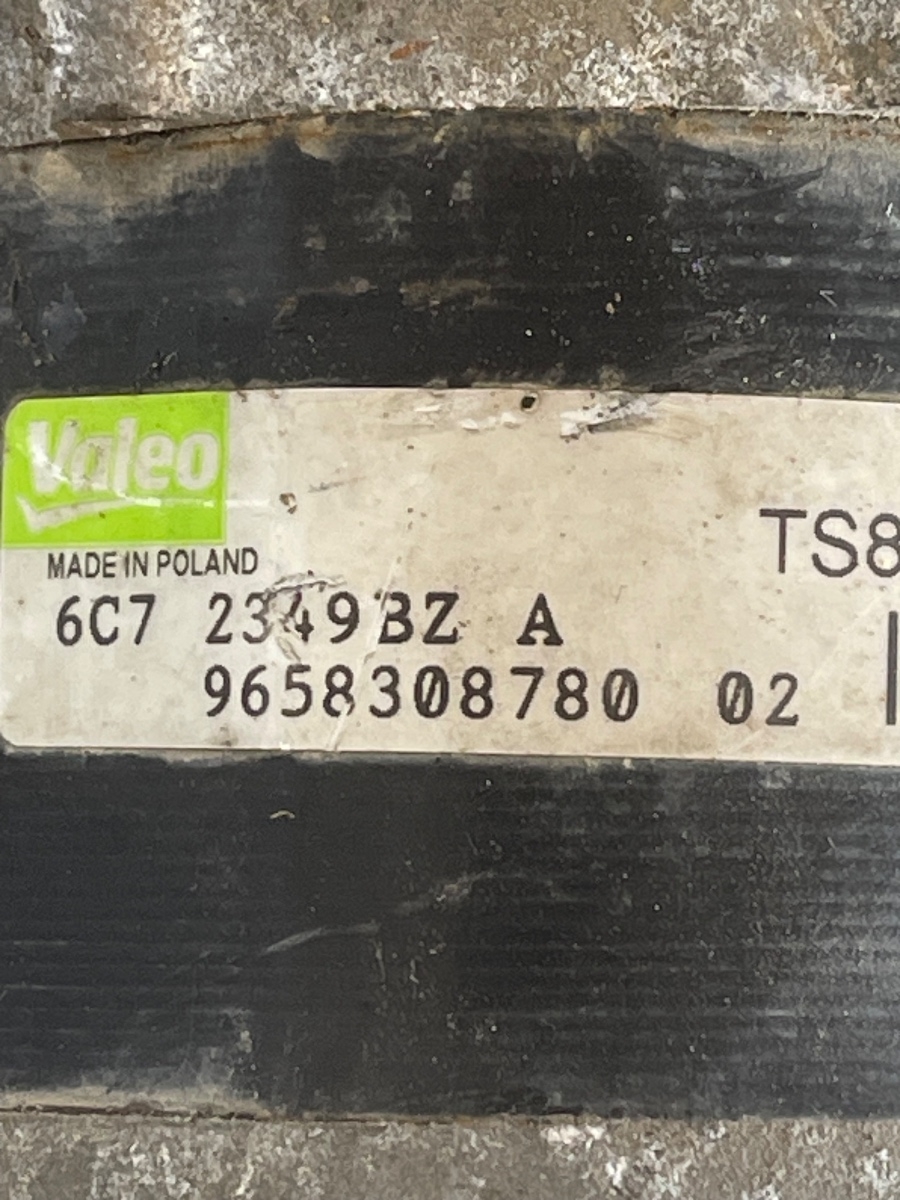 Valeo
TS8
MADE IN POLAND
6C7 2349BZ A
9658308780 02